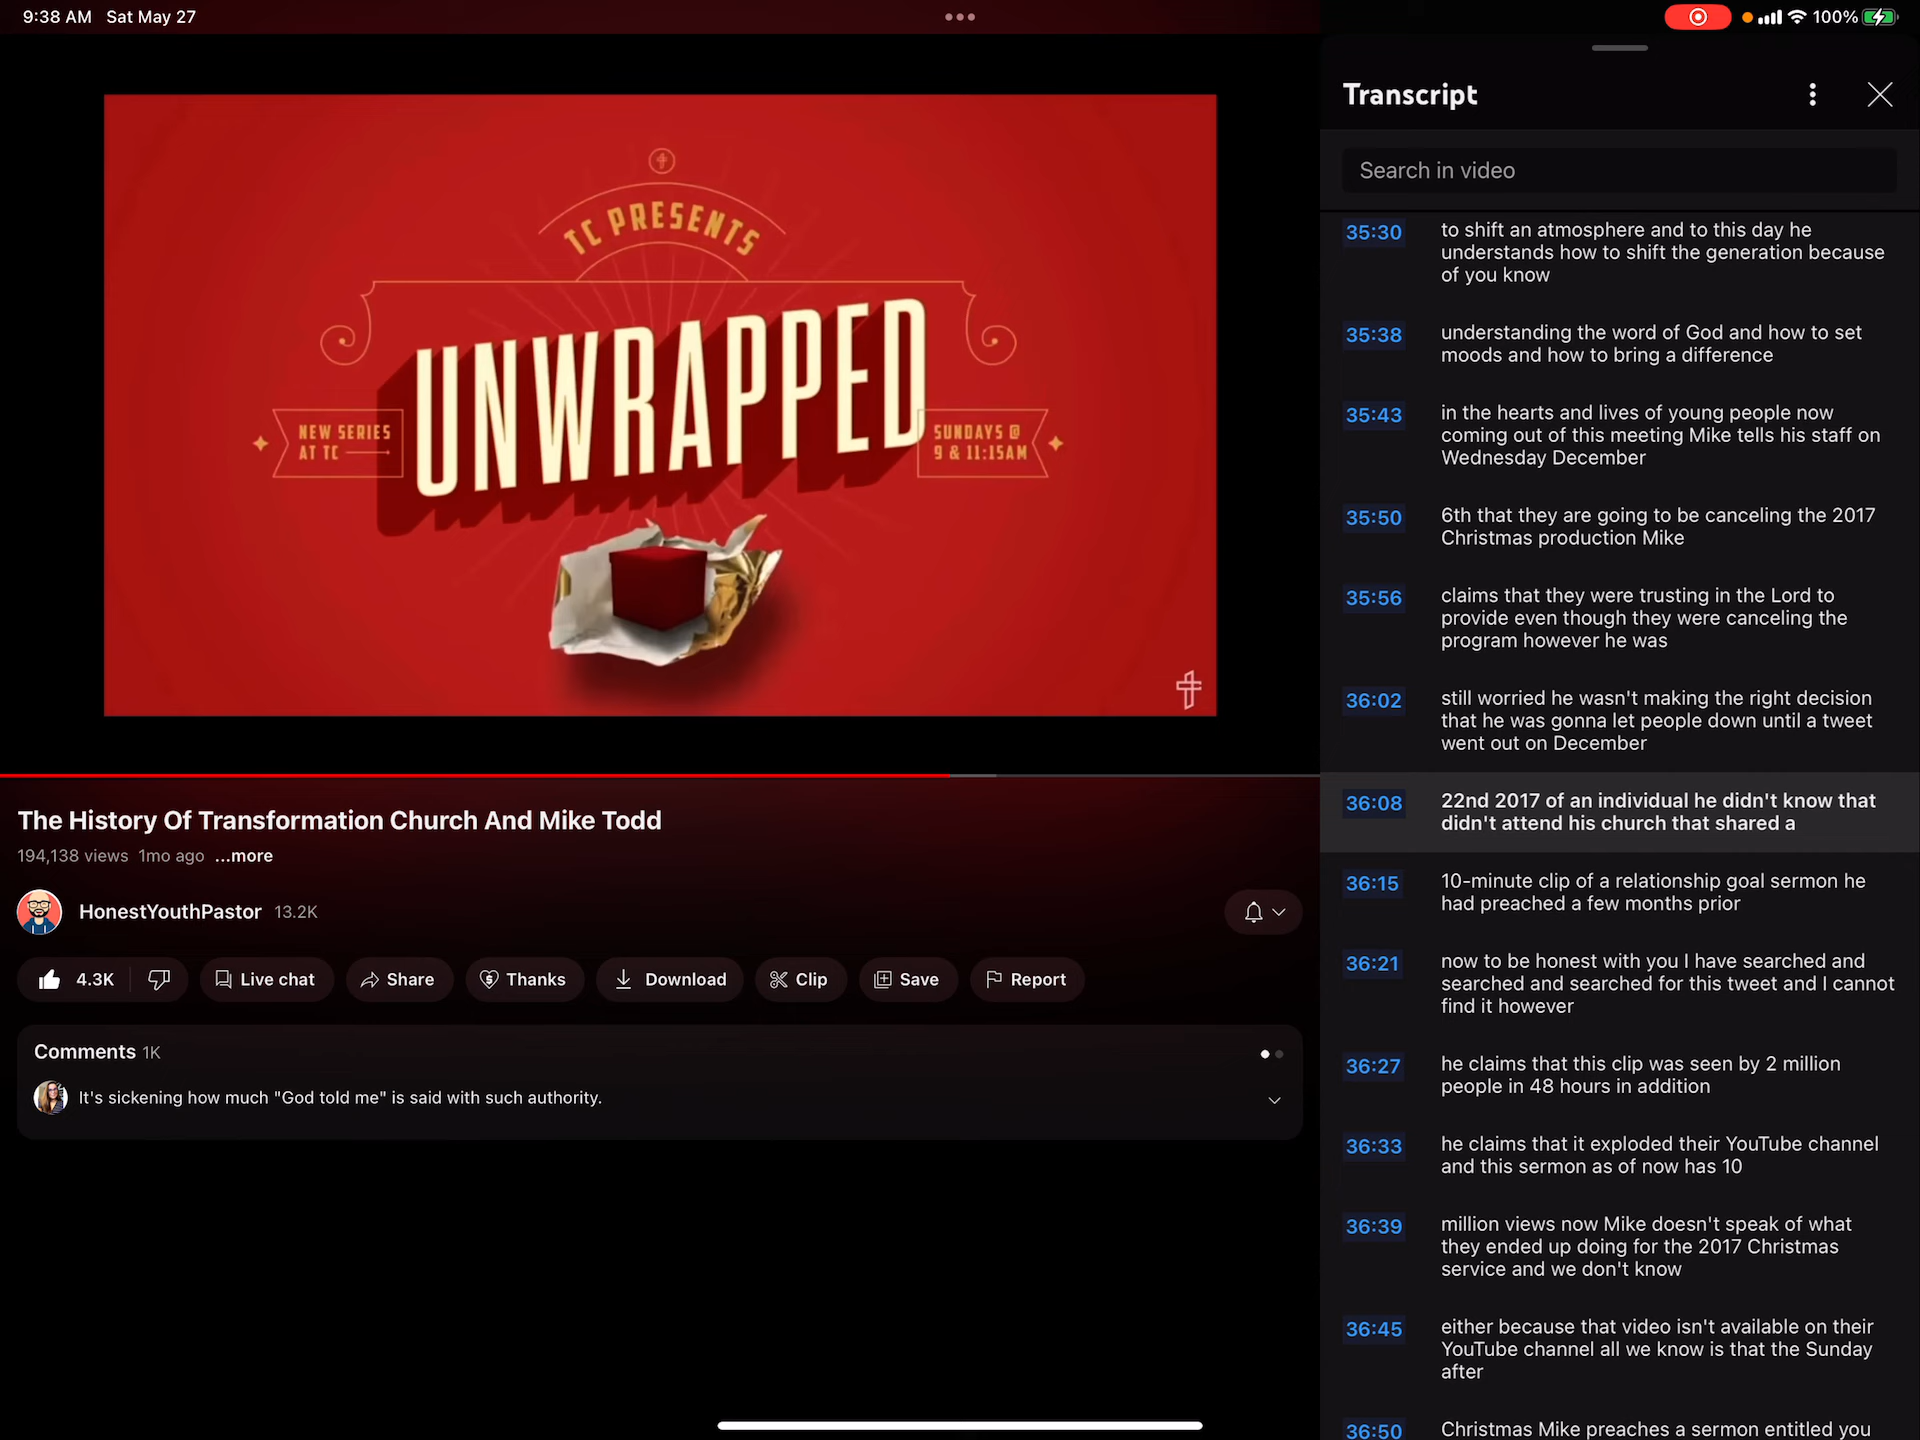 9:38 AM Sat May 27
100%
TC PRESENTS
UNWRAPPED
NEW SERIES
AT TC
SUNDAYS @
9 & 11:15AM
The History Of Transformation Church And Mike Todd
194,138 views 1mo ago ...more
HonestYouthPastor 13.2K
4.3K Live chat Share Thanks Download Clip Save Report
Comments 1K
It's sickening how much "God told me" is said with such authority.
Transcript
Search in video
35:30 to shift an atmosphere and to this day he
understands how to shift the generation because
of you know
35:38 understanding the word of God and how to set
moods and how to bring a difference
35:43 in the hearts and lives of young people now
coming out of this meeting Mike tells his staff on
Wednesday December
35:50 6th that they are going to be canceling the 2017
Christmas production Mike
35:56 claims that they were trusting in the Lord to
provide even though they were canceling the
program however he was
36:02 still worried he wasn't making the right decision
that he was gonna let people down until a tweet
went out on December
36:08 22nd 2017 of an individual he didn't know that
didn't attend his church that shared a
36:15 10-minute clip of a relationship goal sermon he
had preached a few months prior
36:21 now to be honest with you I have searched and
searched and searched for this tweet and I cannot
find it however
36:27 he claims that this clip was seen by 2 million
people in 48 hours in addition
36:33 he claims that it exploded their YouTube channel
and this sermon as of now has 10
36:39 million views now Mike doesn't speak of what
they ended up doing for the 2017 Christmas
service and we don't know
36:45 either because that video isn't available on their
YouTube channel all we know is that the Sunday
after
36:50 Christmas Mike preaches a sermon entitled you